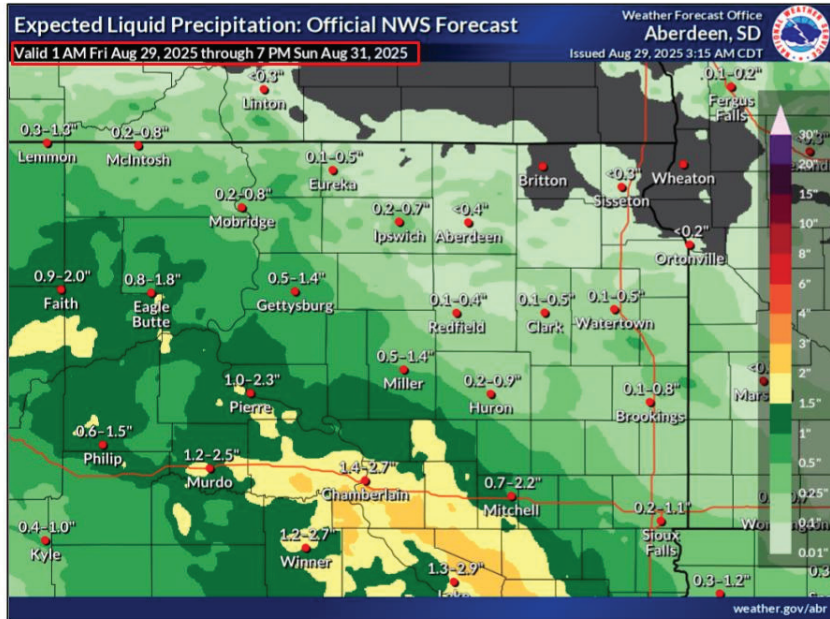 Expected Liquid Precipitation: Official NWS Forecast
Valid 1 AM Fri Aug 29, 2025 through 7 PM Sun Aug 31, 2025
Weather Forecast Office
Aberdeen, SD
Issued Aug 29, 2025 3:15 AM CDT
NATIONAL WEATHER SERVICE
<0.3"
Linton
0.1–0.2"
Fergus
Falls
0.3–1.3"
Lemmon
0.2–0.8"
McIntosh
0.1–0.5"
Eureka
Britton
<0.3"
Sisseton
Wheaton
0.2–0.8"
Mobridge
0.2–0.7"
Ipswich
<0.4"
Aberdeen
<0.2"
Ortonville
0.9–2.0"
Faith
0.8–1.8"
Eagle
Butte
0.5–1.4"
Gettysburg
0.1–0.4"
Redfield
0.1–0.5"
Clark
0.1–0.5"
Watertown
0.5–1.4"
Miller
1.0–2.3"
Pierre
0.2–0.9"
Huron
0.1–0.8"
Brookings
0.6–1.5"
Philip
1.2–2.5"
Murdo
1.4–2.7"
Chamberlain
0.7–2.2"
Mitchell
0.2–1.1"
Sioux
Falls
0.4–1.0"
Kyle
1.2–2.7"
Winner
1.3–2.9"
0.3–1.2"
30"
20"
15"
10"
8"
6"
4"
3"
2"
1.5"
1"
0.5"
0.25"
0.1"
0.01"
weather.gov/abr